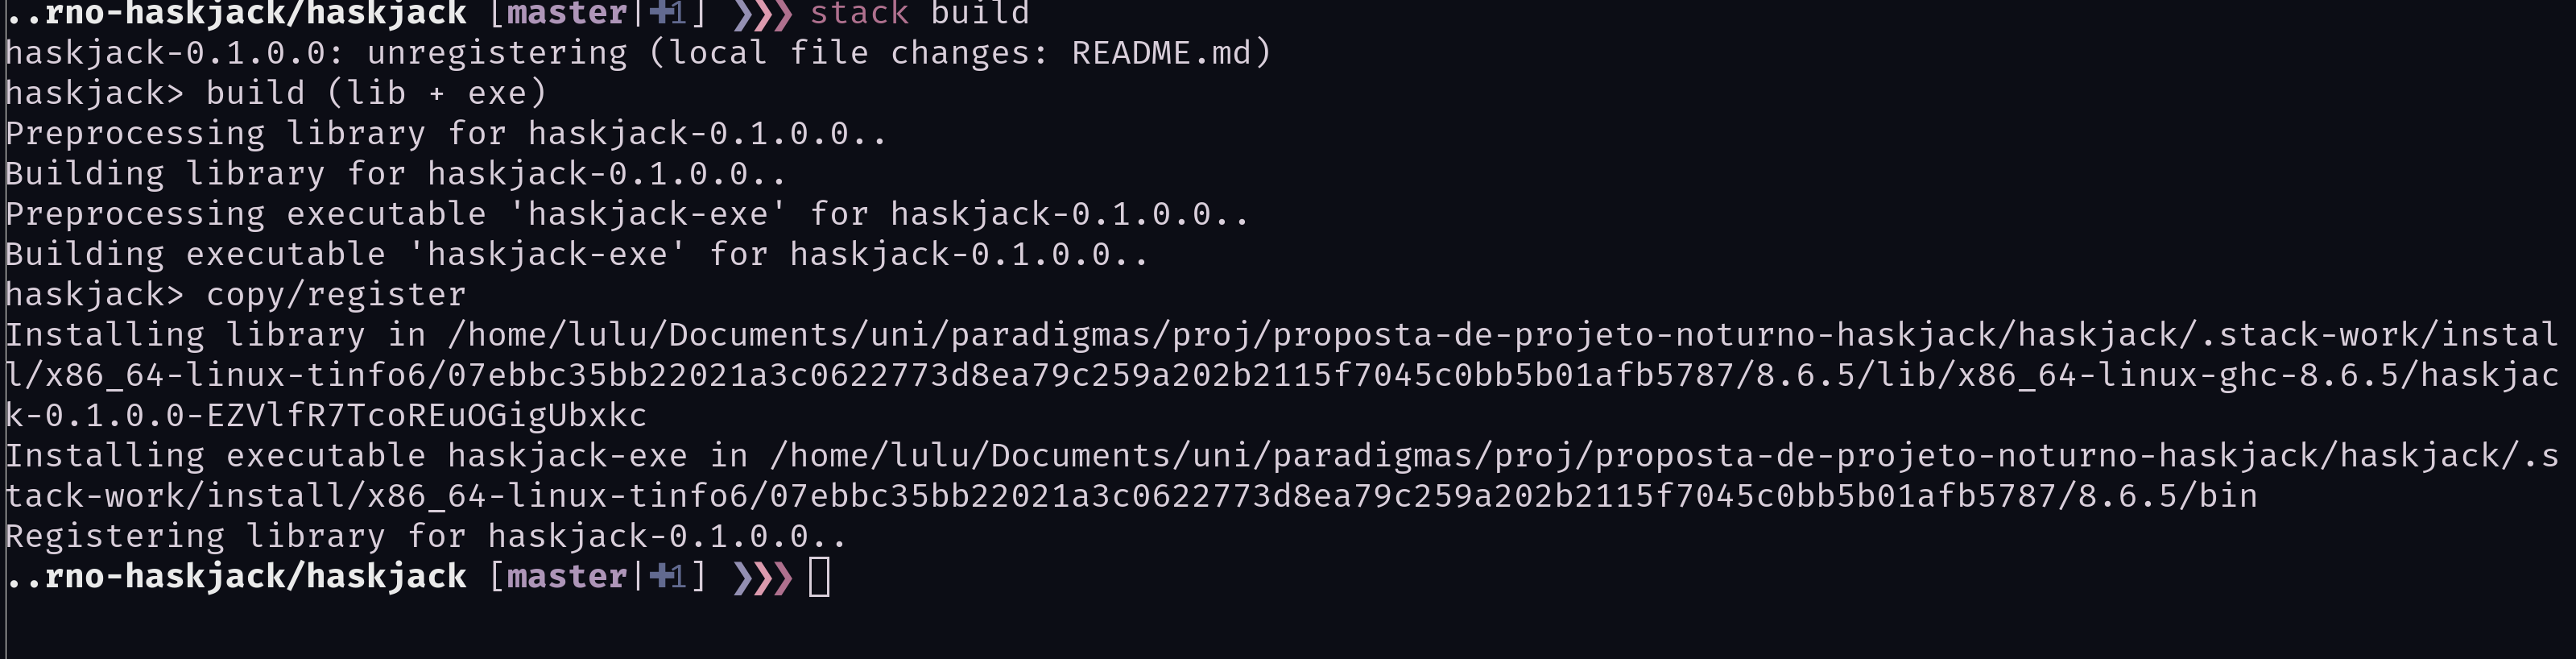 ..rno-haskjack/haskjack [master|✚1] ❯❯❯ stack build
haskjack-0.1.0.0: unregistering (local file changes: README.md)
haskjack> build (lib + exe)
Preprocessing library for haskjack-0.1.0.0..
Building library for haskjack-0.1.0.0..
Preprocessing executable 'haskjack-exe' for haskjack-0.1.0.0..
Building executable 'haskjack-exe' for haskjack-0.1.0.0..
haskjack> copy/register
Installing library in /home/lulu/Documents/uni/paradigmas/proj/proposta-de-projeto-noturno-haskjack/haskjack/.stack-work/instal
l/x86_64-linux-tinfo6/07ebbc35bb22021a3c0622773d8ea79c259a202b2115f7045c0bb5b01afb5787/8.6.5/lib/x86_64-linux-ghc-8.6.5/haskjac
k-0.1.0.0-EZVlfR7TcoREuOGigUbxkc
Installing executable haskjack-exe in /home/lulu/Documents/uni/paradigmas/proj/proposta-de-projeto-noturno-haskjack/haskjack/.s
tack-work/install/x86_64-linux-tinfo6/07ebbc35bb22021a3c0622773d8ea79c259a202b2115f7045c0bb5b01afb5787/8.6.5/bin
Registering library for haskjack-0.1.0.0..
..rno-haskjack/haskjack [master|✚1] ❯❯❯